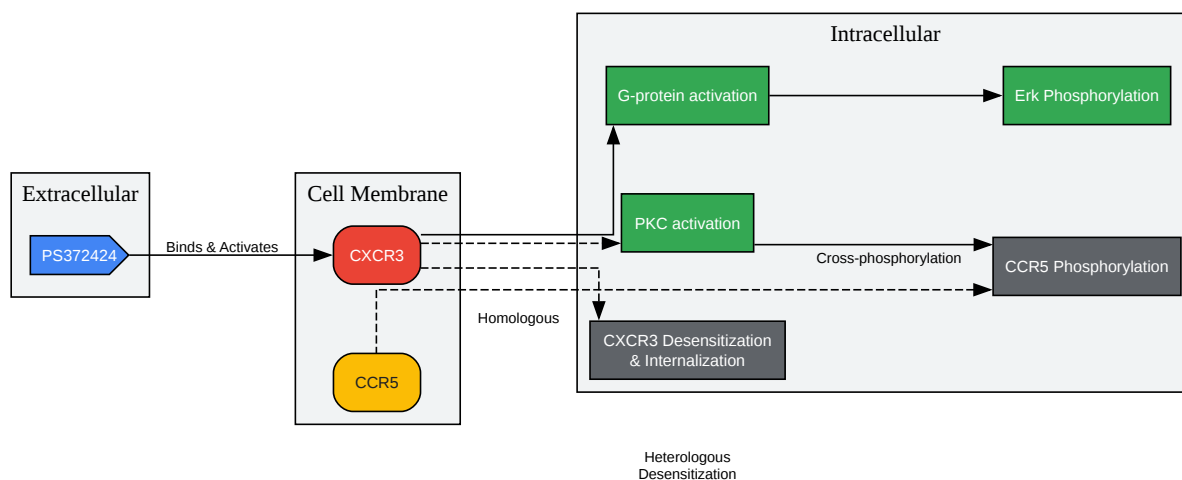 Intracellular
G-protein activation
Erk Phosphorylation
Extracellular
Cell Membrane
PKC activation
PS372424
Binds & Activates
CXCR3
Cross-phosphorylation
CCR5 Phosphorylation
Homologous
CXCR3 Desensitization
& Internalization
CCR5
Heterologous
Desensitization